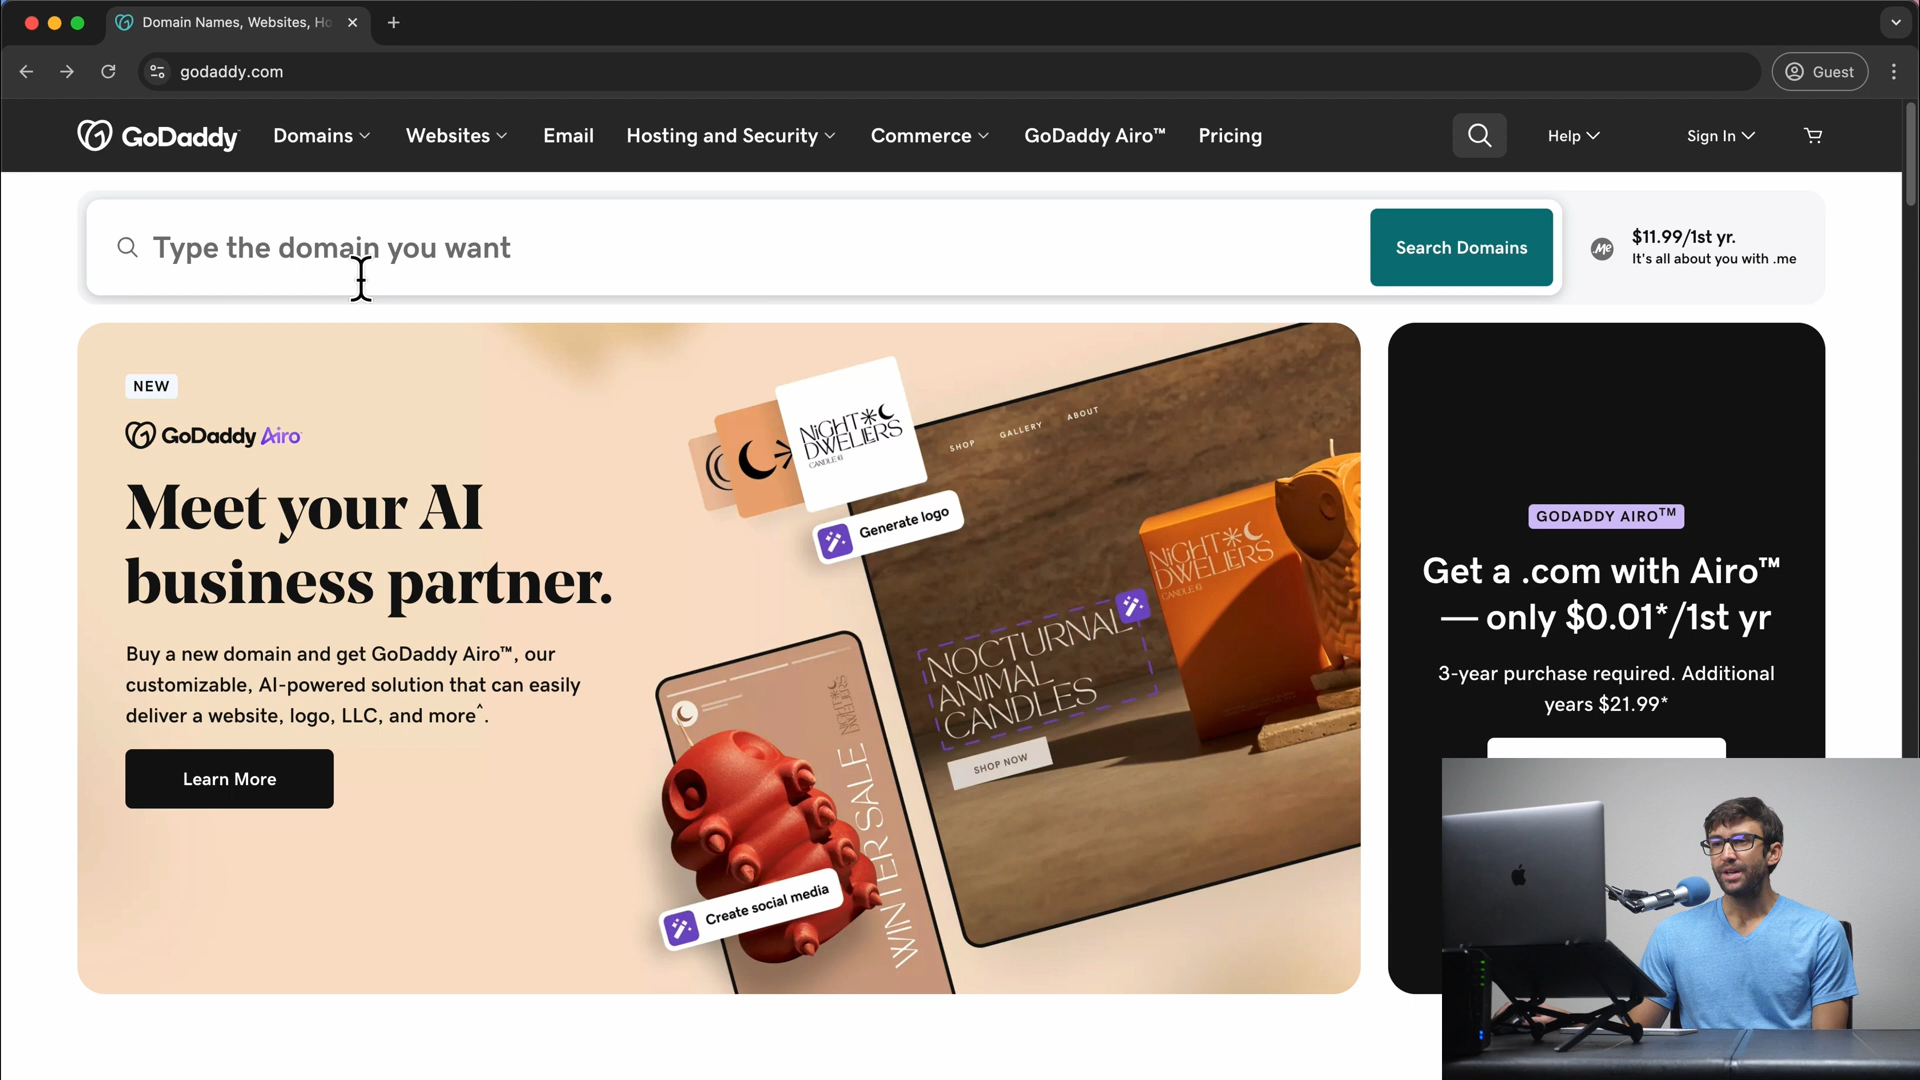 Domain Names, Websites, Ho
godaddy.com
Guest
GoDaddy
Domains
Websites
Email
Hosting and Security
Commerce
GoDaddy Airo™
Pricing
Help
Sign In
Type the domain you want
Search Domains
.Me
$11.99/1st yr.
It's all about you with .me
NEW
GoDaddy Airo
Meet your AI
business partner.
Buy a new domain and get GoDaddy Airo™, our
customizable, AI-powered solution that can easily
deliver a website, logo, LLC, and more^.
Learn More
NIGHT
DWELLERS
Generate logo
SHOP
GALLERY
ABOUT
NIGHT
DWELLERS
NOCTURNAL
ANIMAL
CANDLES
SHOP NOW
NIGHT
DWELLERS
WINTER SALE
Create social media
GODADDY AIRO™
Get a .com with Airo™
— only $0.01*/1st yr
3-year purchase required. Additional
years $21.99*